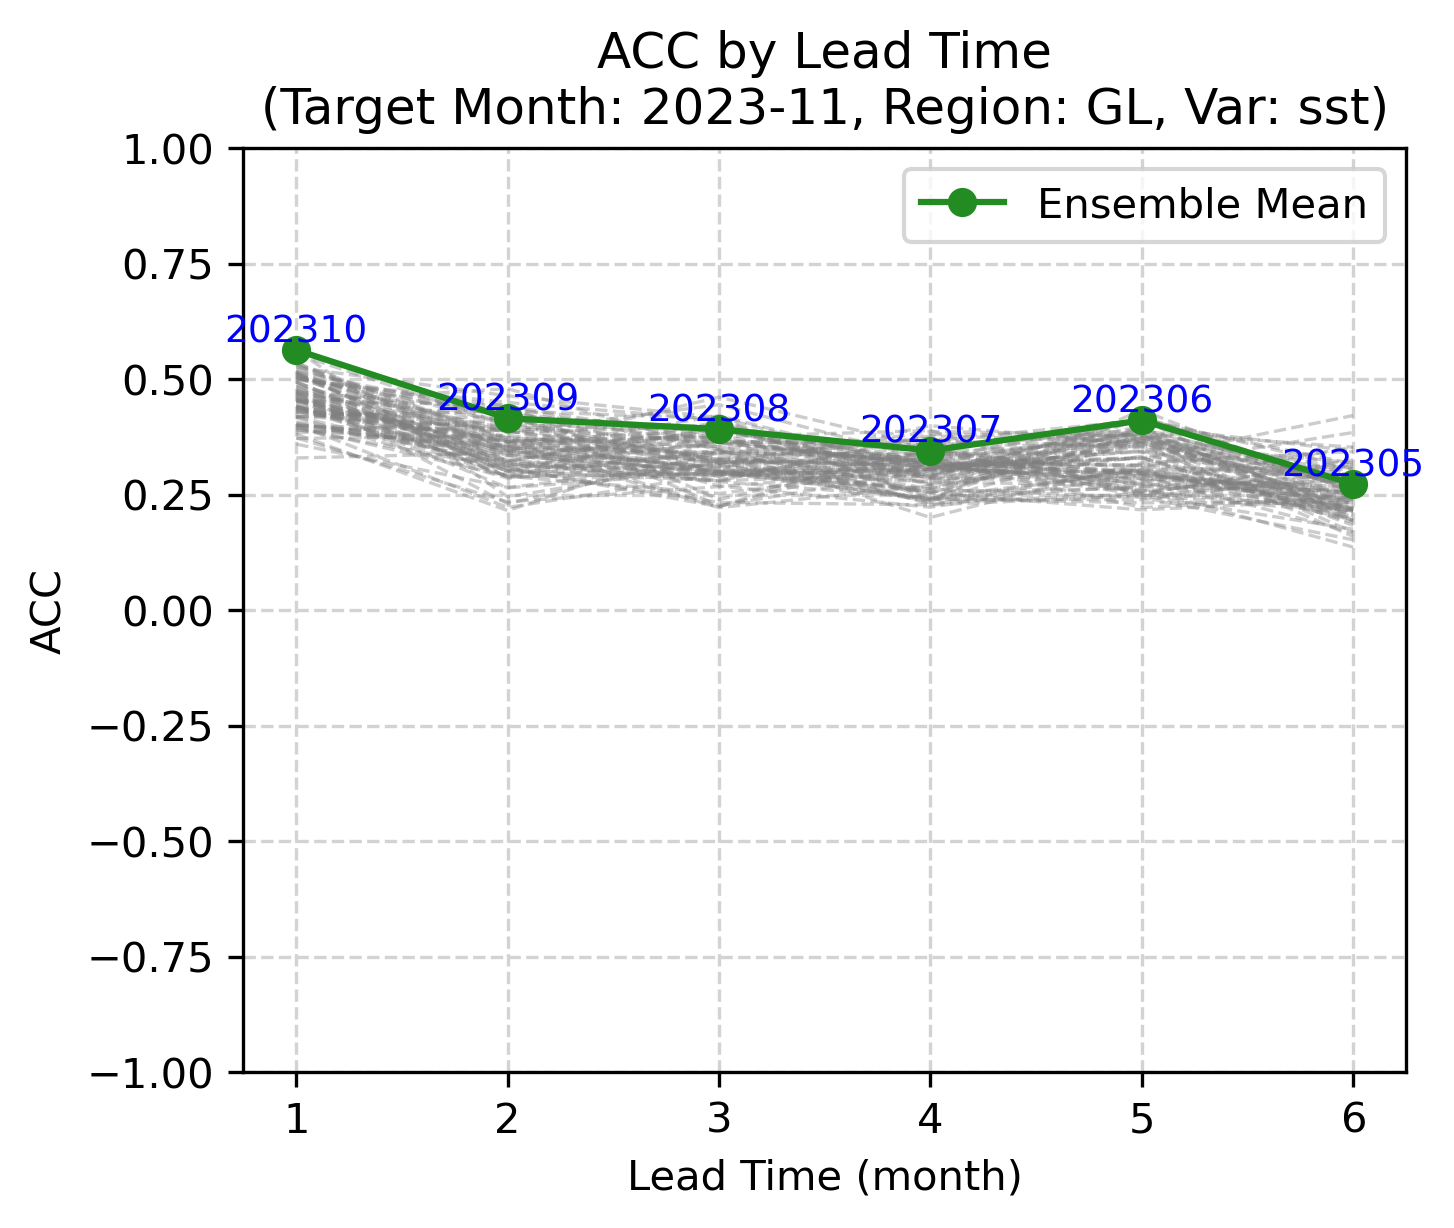 ACC by Lead Time
(Target Month: 2023-11, Region: GL, Var: sst)
1.00
0.75
0.50
0.25
0.00
−0.25
−0.50
−0.75
−1.00
ACC
Ensemble Mean
202310
202309
202308
202307
202306
202305
1 2 3 4 5 6
Lead Time (month)